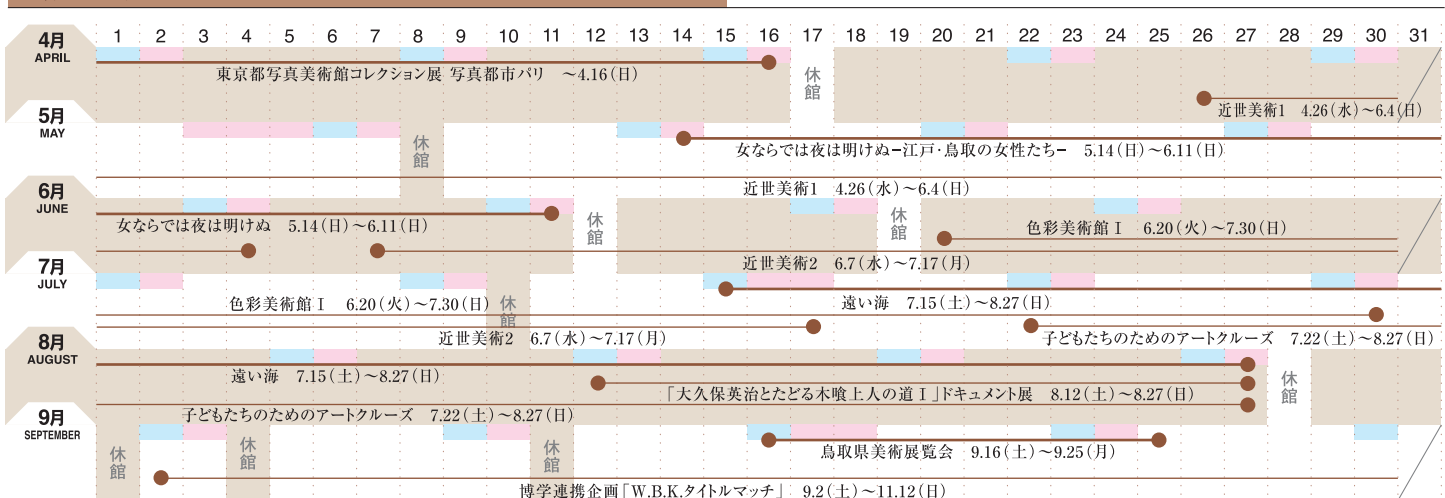 1 2 3 4 5 6 7 8 9 10 11 12 13 14 15 16 17 18 19 20 21 22 23 24 25 26 27 28 29 30 31
4月
APRIL
東京都写真美術館コレクション展 写真都市パリ ～4.16（日）
休館
近世美術1 4.26（水）～6.4（日）
5月
MAY
休館
女ならでは夜は明けぬ−江戸・鳥取の女性たち− 5.14（日）～6.11（日）
近世美術1 4.26（水）～6.4（日）
6月
JUNE
女ならでは夜は明けぬ 5.14（日）～6.11（日）
休館
休館
色彩美術館Ⅰ 6.20（火）～7.30（日）
近世美術2 6.7（水）～7.17（月）
7月
JULY
色彩美術館Ⅰ 6.20（火）～7.30（日）
休館
遠い海 7.15（土）～8.27（日）
近世美術2 6.7（水）～7.17（月）
子どもたちのためのアートクルーズ 7.22（土）～8.27（日）
8月
AUGUST
遠い海 7.15（土）～8.27（日）
「大久保英治とたどる木喰上人の道Ⅰ」ドキュメント展 8.12（土）～8.27（日）
休館
子どもたちのためのアートクルーズ 7.22（土）～8.27（日）
9月
SEPTEMBER
休館
休館
休館
鳥取県美術展覧会 9.16（土）～9.25（月）
博学連携企画「W.B.K.タイトルマッチ」 9.2（土）～11.12（日）